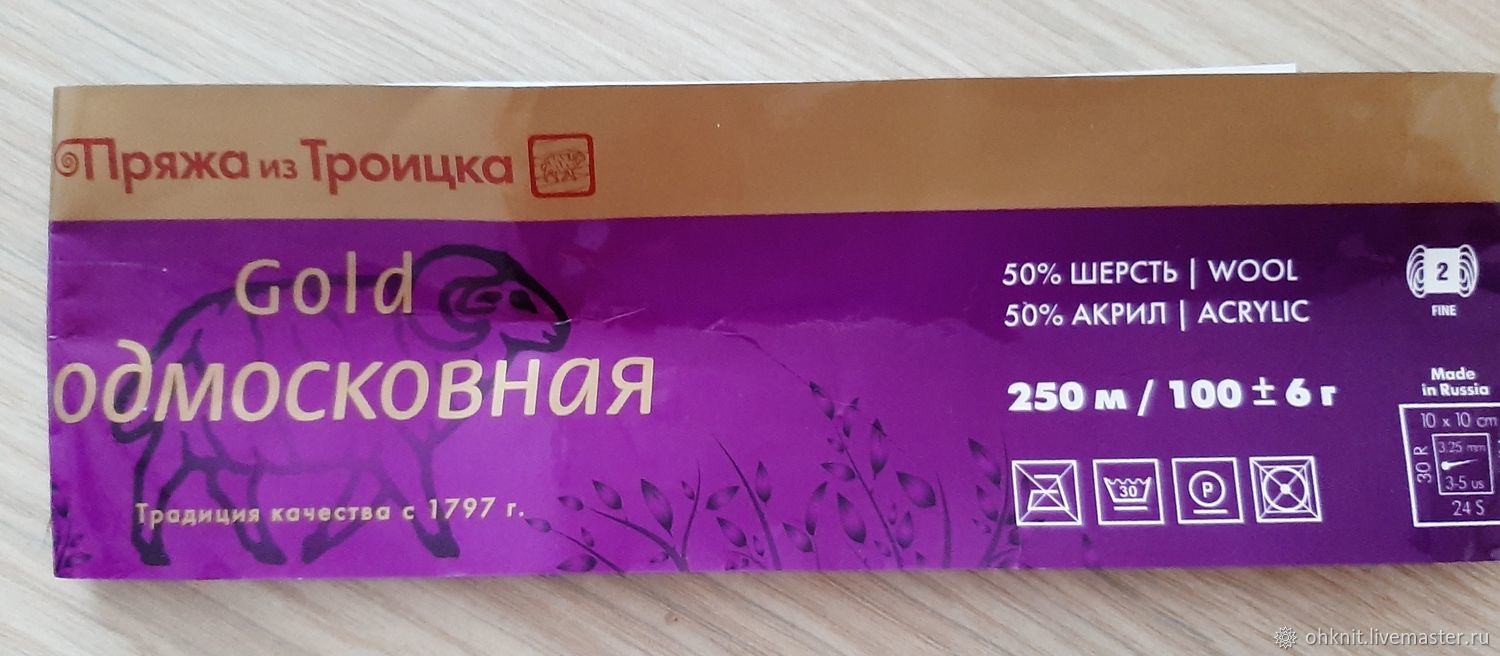 Пряжа из Троицка
Gold
одмосковная
Традиция качества с 1797 г.
50% ШЕРСТЬ | WOOL
50% АКРИЛ | ACRYLIC
250 м / 100 ± 6 г
30
P
2
FINE
Made
in Russia
10 x 10 cm
30 R
3.25 mm
3-5 us
24 S
ohknit.livemaster.ru